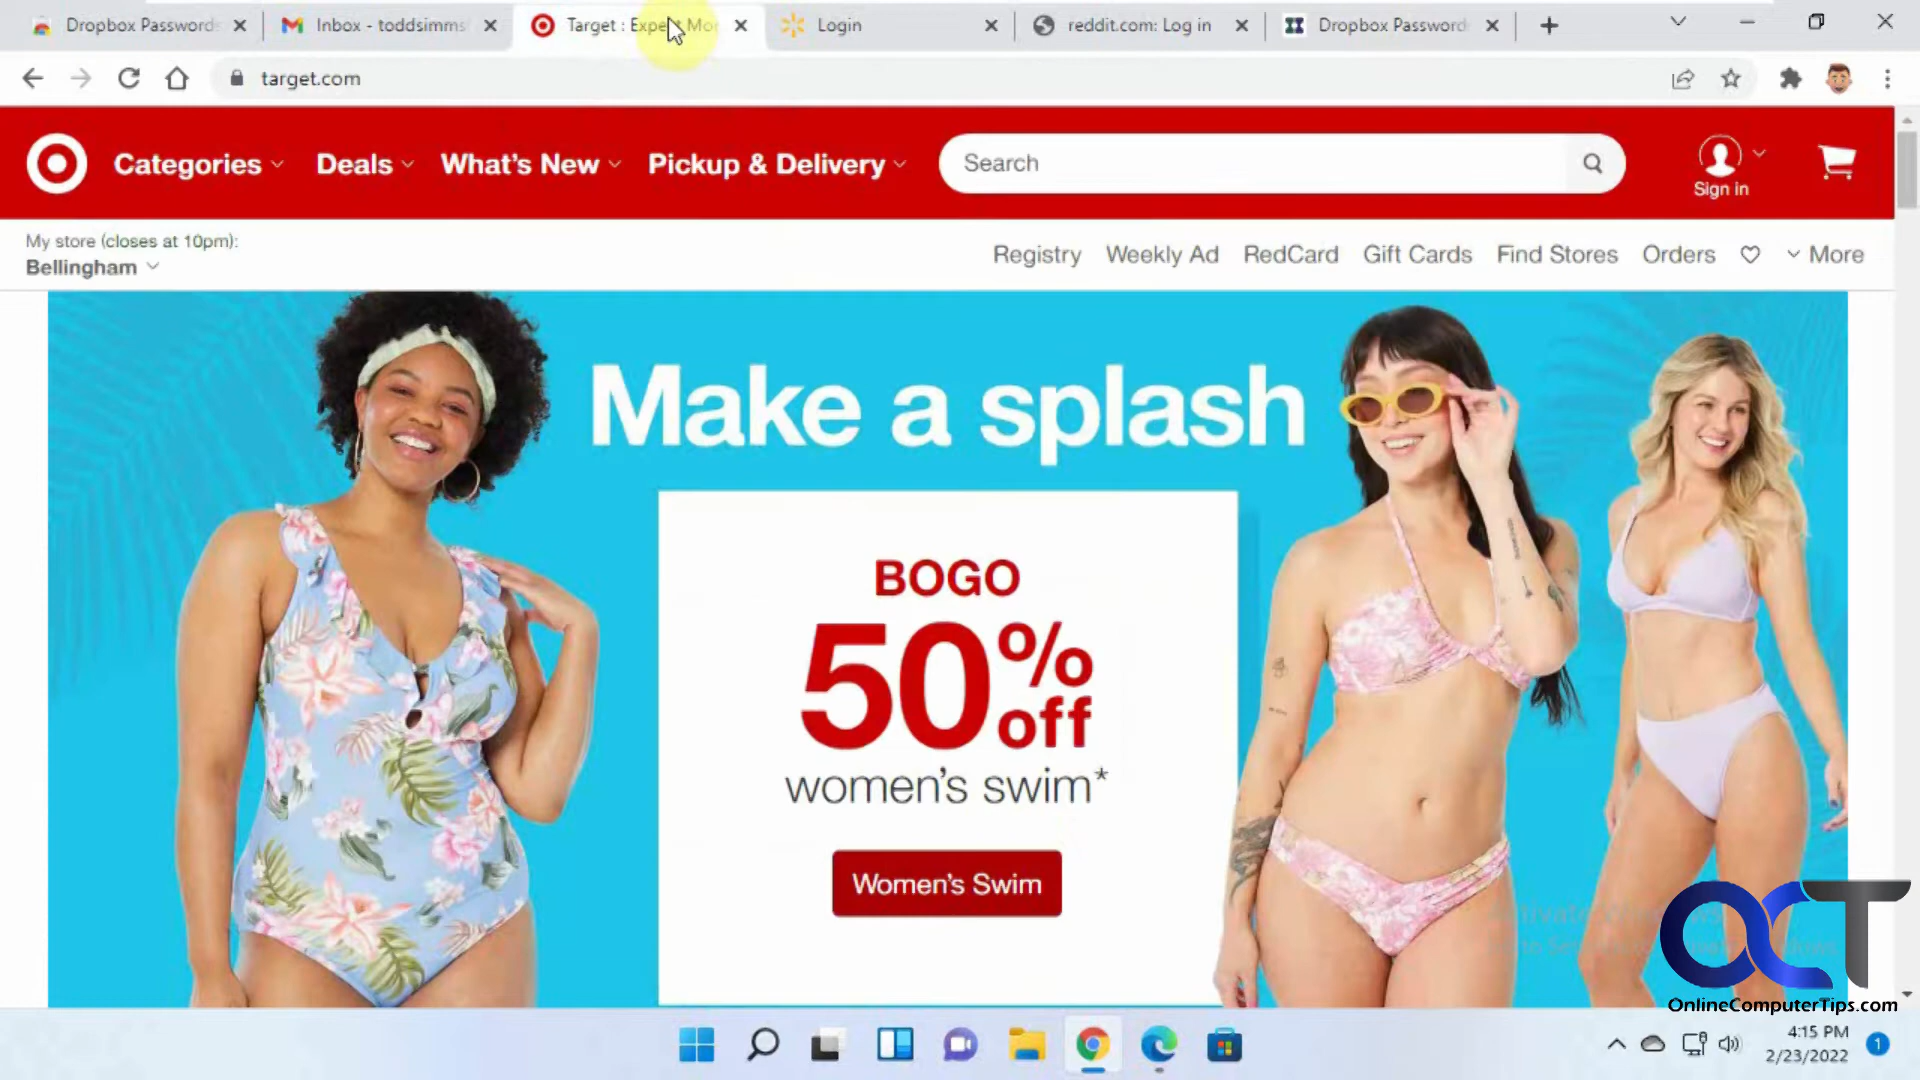 Dropbox Password
Inbox - toddsimms
Target : Expect Mo
Login
reddit.com: Log in
Dropbox Password
target.com
Categories
Deals
What's New
Pickup & Delivery
Search
Sign in
My store (closes at 10pm):
Bellingham
Registry
Weekly Ad
RedCard
Gift Cards
Find Stores
Orders
More
Make a splash
BOGO
50%
off
women's swim*
Women's Swim
OCT
OnlineComputerTips.com
4:15 PM
2/23/2022
1